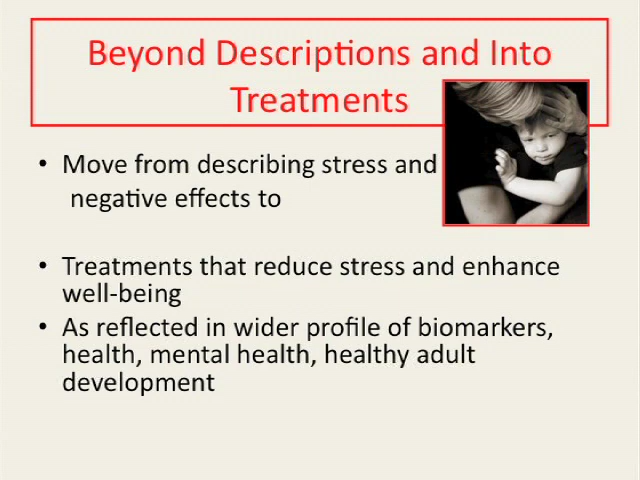 Beyond Descriptions and Into
Treatments
• Move from describing stress and
negative effects to
• Treatments that reduce stress and enhance
well-being
• As reflected in wider profile of biomarkers,
health, mental health, healthy adult
development